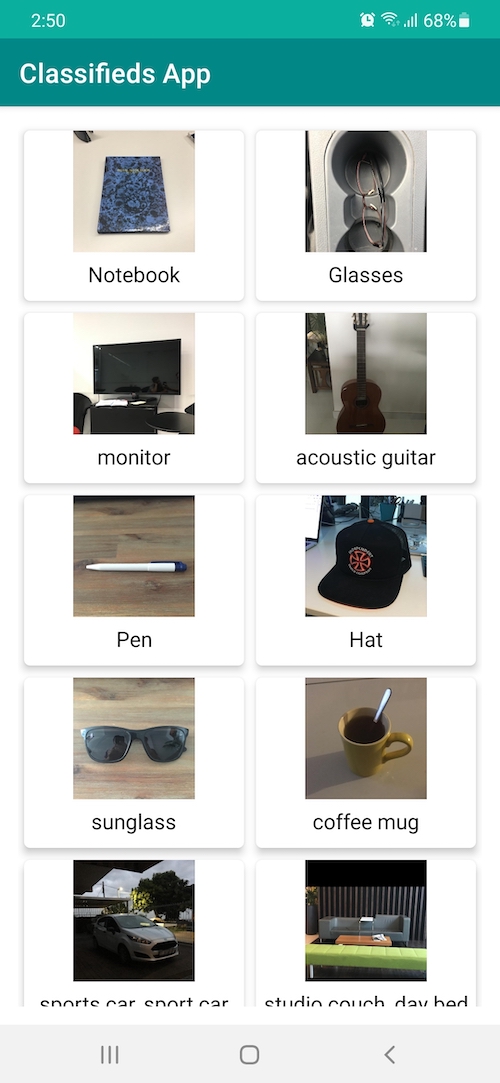 2:50 68%
Classifieds App
Notebook Glasses
monitor acoustic guitar
Pen Hat
sunglass coffee mug
sports car, sport car studio couch, day bed